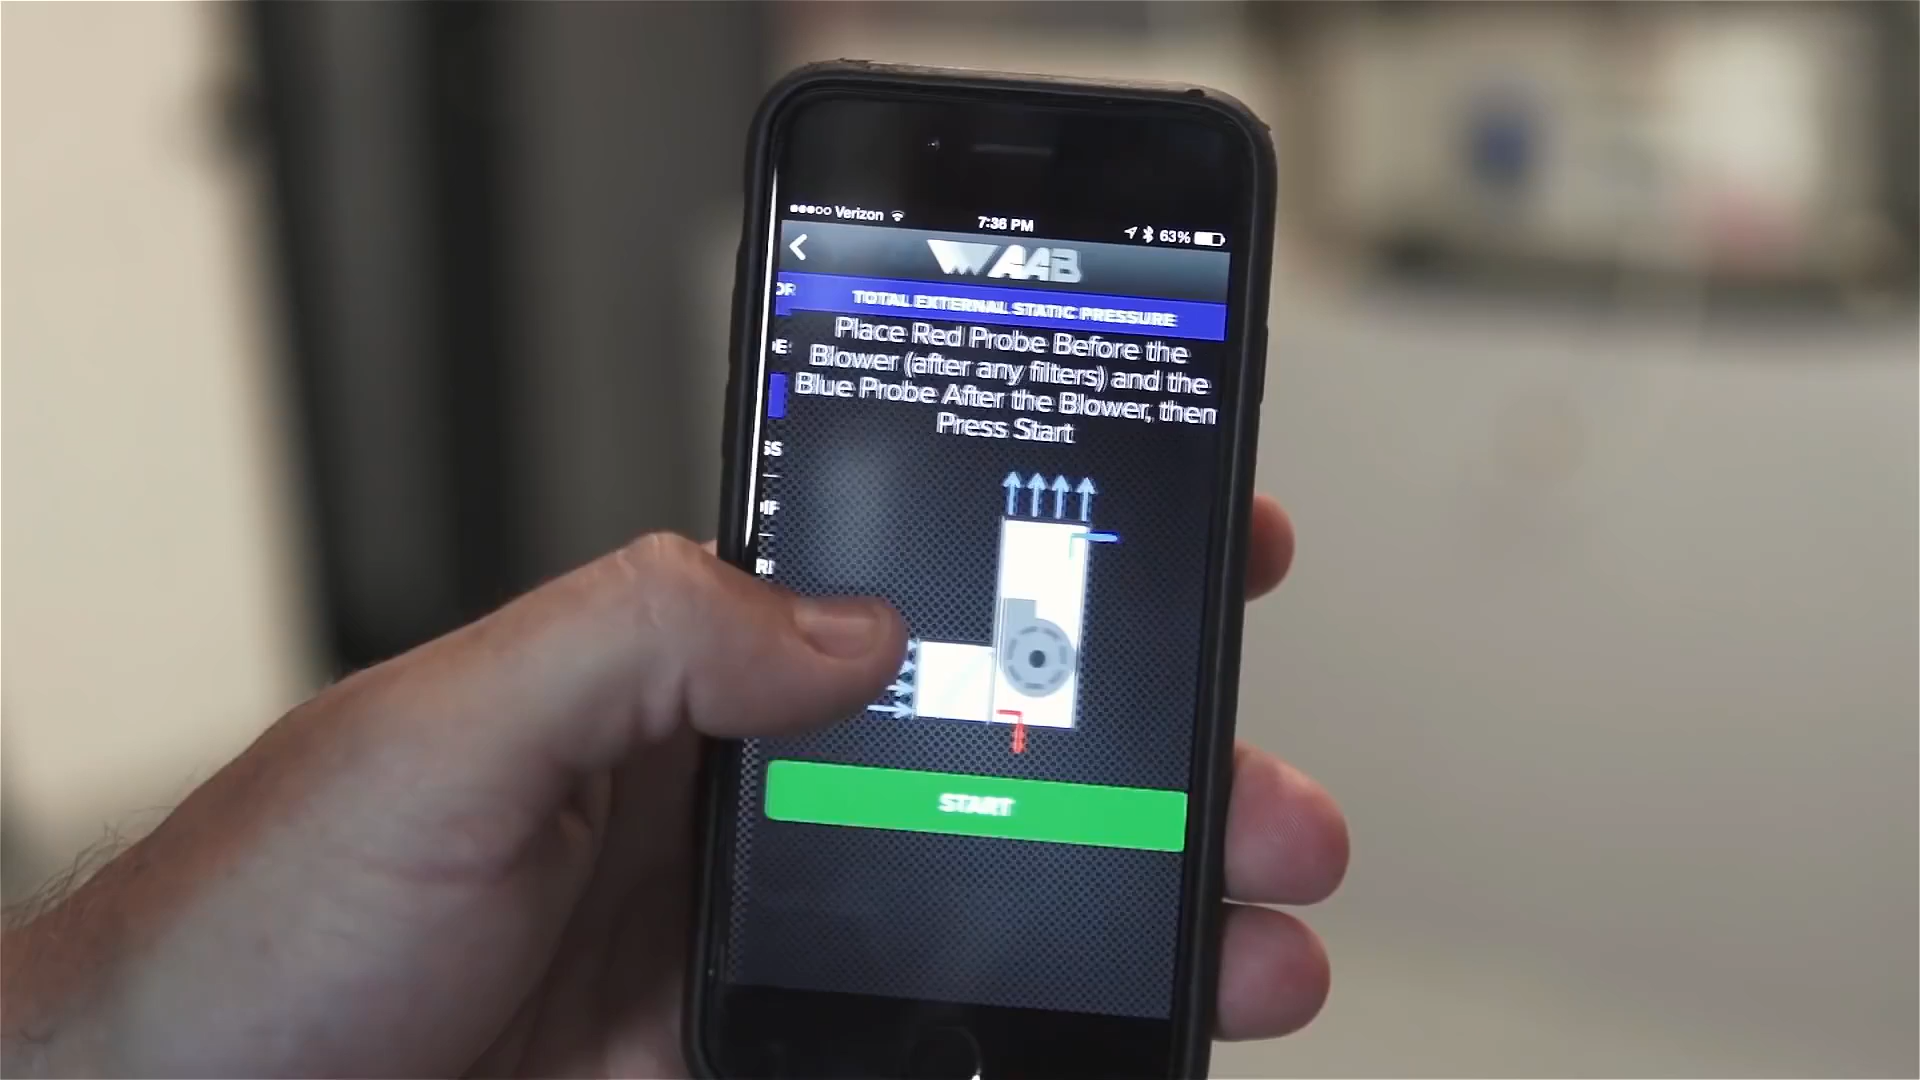 Verizon
7:36 PM
63%
AAB
TOTAL EXTERNAL STATIC PRESSURE
Place Red Probe Before the
Blower (after any filters) and the
Blue Probe After the Blower, then
Press Start
START